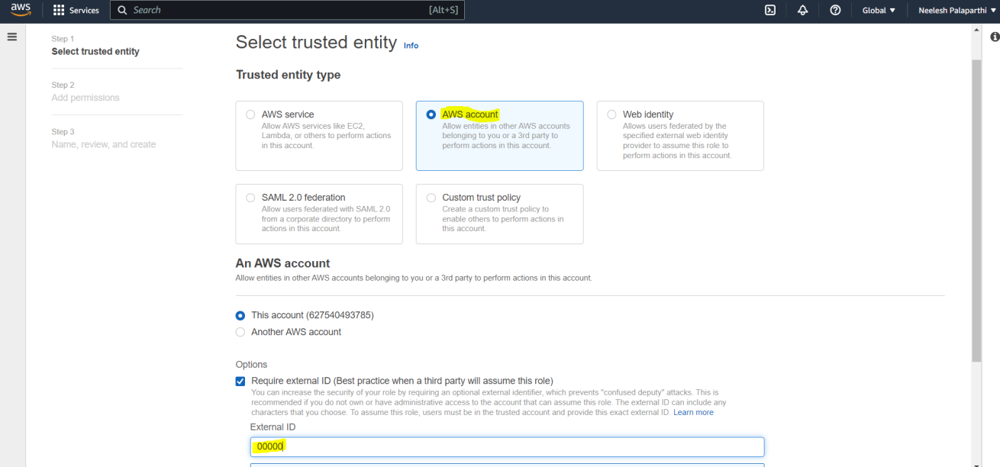 aws
Services
Search
[Alt+S]
Global
Neelesh Palaparthi
Step 1
Select trusted entity
Step 2
Add permissions
Step 3
Name, review, and create
Select trusted entity Info
Trusted entity type
AWS service
Allow AWS services like EC2,
Lambda, or others to perform actions
in this account.
AWS account
Allow entities in other AWS accounts
belonging to you or a 3rd party to
perform actions in this account.
Web identity
Allows users federated by the
specified external web identity
provider to assume this role to
perform actions in this account.
SAML 2.0 federation
Allow users federated with SAML 2.0
from a corporate directory to perform
actions in this account.
Custom trust policy
Create a custom trust policy to
enable others to perform actions in
this account.
An AWS account
Allow entities in other AWS accounts belonging to you or a 3rd party to perform actions in this account.
This account (627540493785)
Another AWS account
Options
Require external ID (Best practice when a third party will assume this role)
You can increase the security of your role by requiring an optional external identifier, which prevents "confused deputy" attacks. This is
recommended if you do not own or have administrative access to the account that can assume this role. The external ID can include any
characters that you choose. To assume this role, users must be in the trusted account and provide this exact external ID. Learn more
External ID
00000